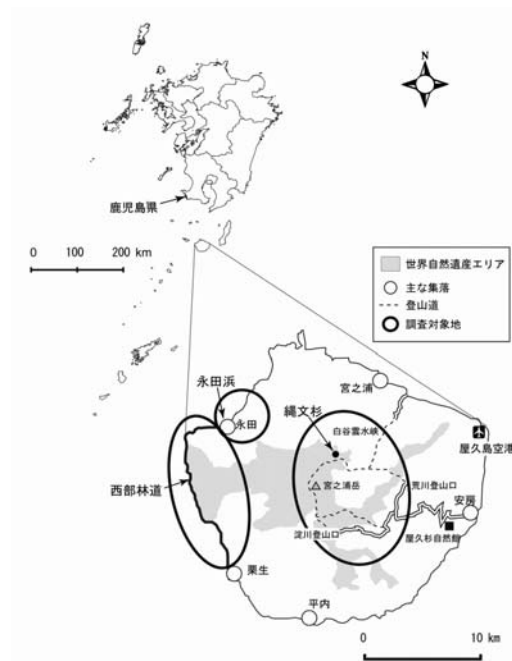 N
鹿児島県
0 100 200 km
世界自然遺産エリア
主な集落
登山道
調査対象地
永田浜
永田
宮之浦
縄文杉
白谷雲水峡
屋久島空港
西部林道
宮之浦岳
荒川登山口
安房
淀川登山口
屋久杉自然館
栗生
平内
0 10 km